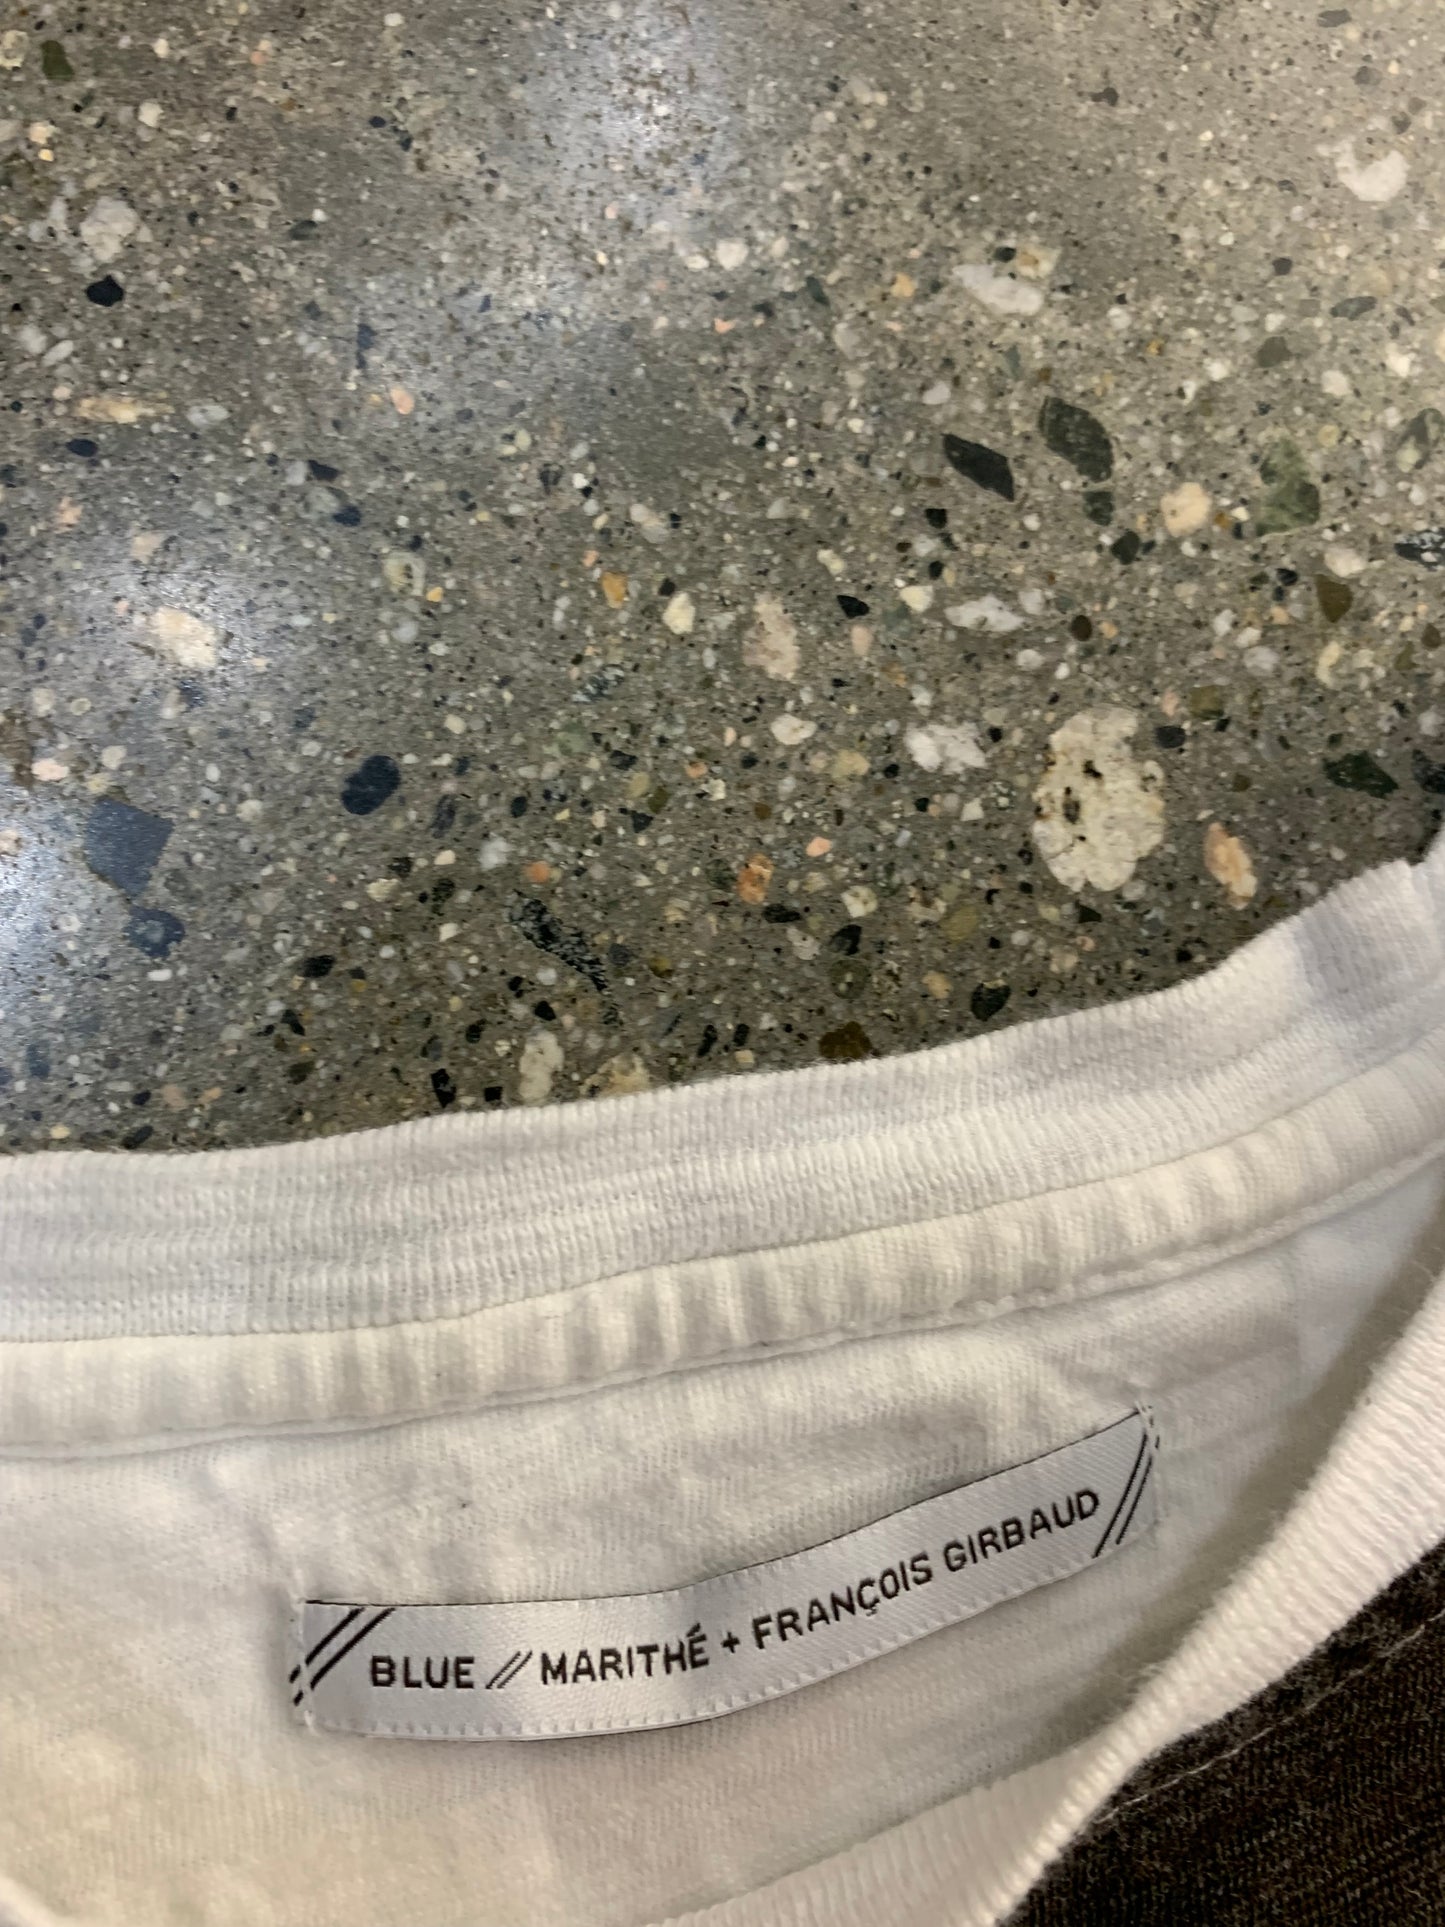 BLUE // MARITHÉ + FRANÇOIS GIRBAUD